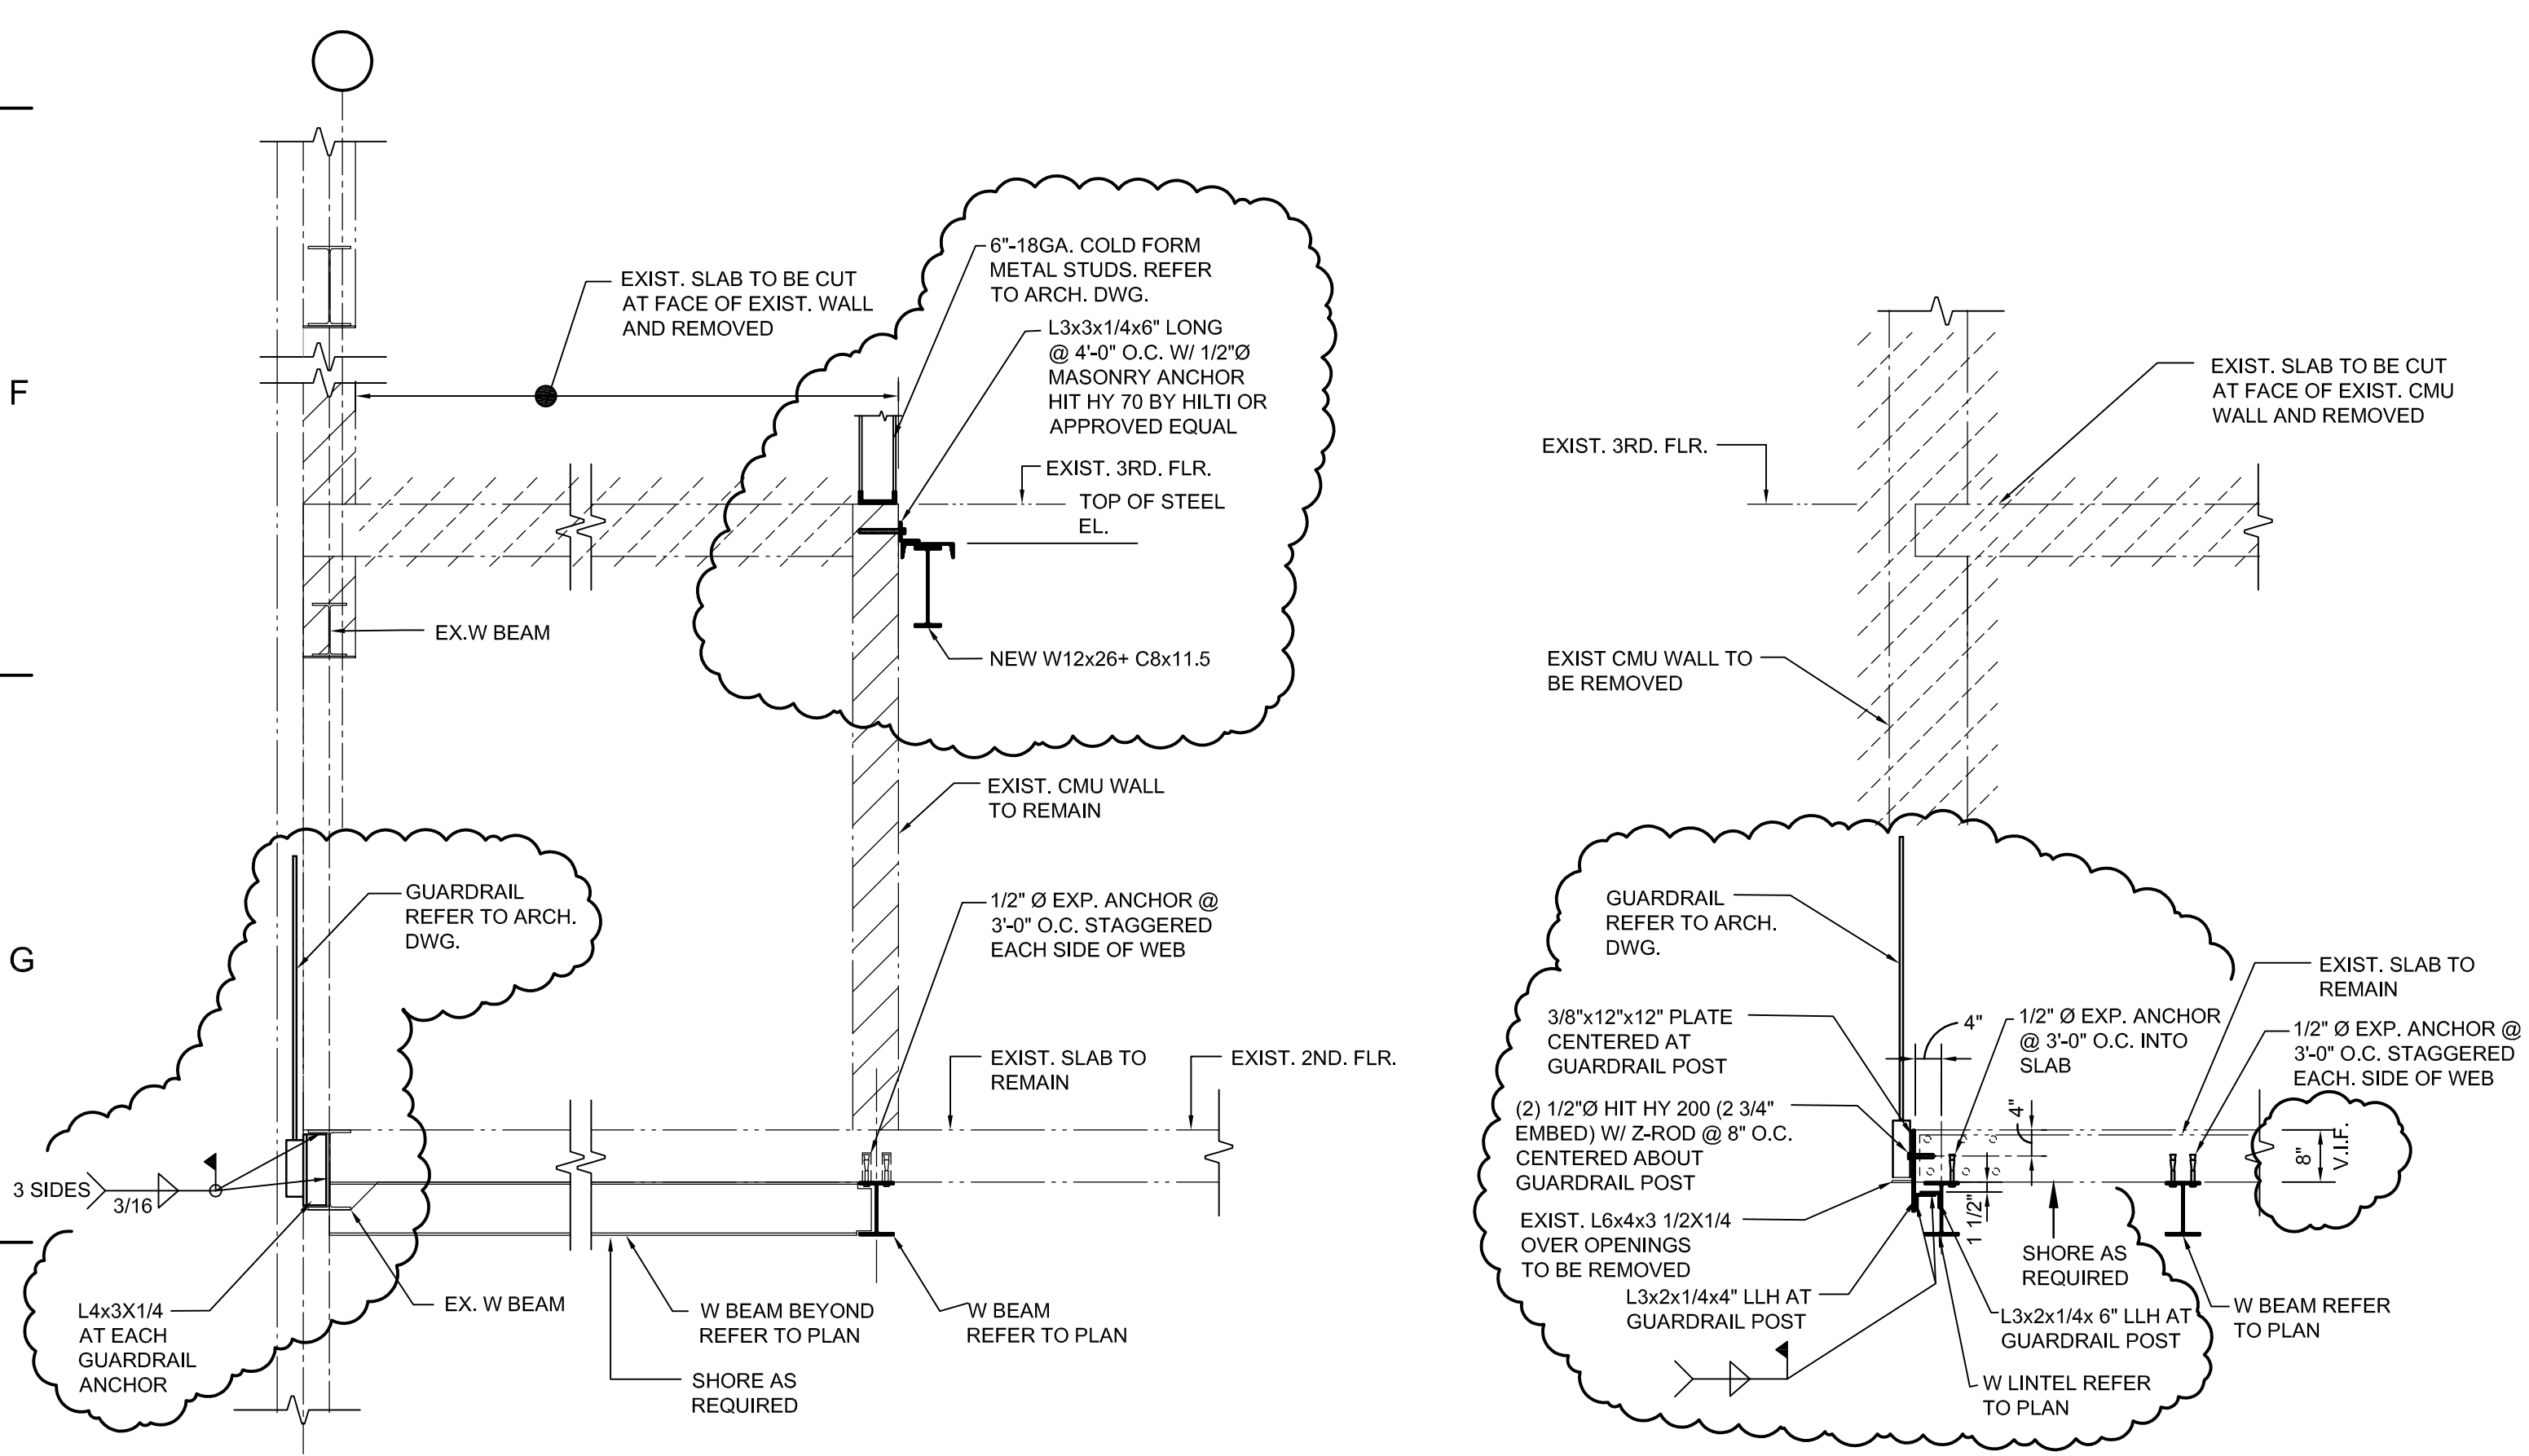 F
G
EXIST. SLAB TO BE CUT
AT FACE OF EXIST. WALL
AND REMOVED
6"-18GA. COLD FORM
METAL STUDS. REFER
TO ARCH. DWG.
L3x3x1/4x6" LONG
@ 4'-0" O.C. W/ 1/2"Ø
MASONRY ANCHOR
HIT HY 70 BY HILTI OR
APPROVED EQUAL
EXIST. 3RD. FLR.
TOP OF STEEL
EL.
EX.W BEAM
NEW W12x26+ C8x11.5
EXIST. CMU WALL
TO REMAIN
GUARDRAIL
REFER TO ARCH.
DWG.
1/2" Ø EXP. ANCHOR @
3'-0" O.C. STAGGERED
EACH SIDE OF WEB
EXIST. SLAB TO
REMAIN
EXIST. 2ND. FLR.
3 SIDES
3/16
L4x3X1/4
AT EACH
GUARDRAIL
ANCHOR
EX. W BEAM
W BEAM BEYOND
REFER TO PLAN
W BEAM
REFER TO PLAN
SHORE AS
REQUIRED
EXIST. SLAB TO BE CUT
AT FACE OF EXIST. CMU
WALL AND REMOVED
EXIST. 3RD. FLR.
EXIST CMU WALL TO
BE REMOVED
GUARDRAIL
REFER TO ARCH.
DWG.
EXIST. SLAB TO
REMAIN
3/8"x12"x12" PLATE
CENTERED AT
GUARDRAIL POST
4"
1/2" Ø EXP. ANCHOR
@ 3'-0" O.C. INTO
SLAB
1/2" Ø EXP. ANCHOR @
3'-0" O.C. STAGGERED
EACH. SIDE OF WEB
(2) 1/2"Ø HIT HY 200 (2 3/4"
EMBED) W/ Z-ROD @ 8" O.C.
CENTERED ABOUT
GUARDRAIL POST
4"
8"
V.I.F.
1 1/2"
EXIST. L6x4x3 1/2X1/4
OVER OPENINGS
TO BE REMOVED
SHORE AS
REQUIRED
L3x2x1/4x4" LLH AT
GUARDRAIL POST
L3x2x1/4x 6" LLH AT
GUARDRAIL POST
W BEAM REFER
TO PLAN
W LINTEL REFER
TO PLAN